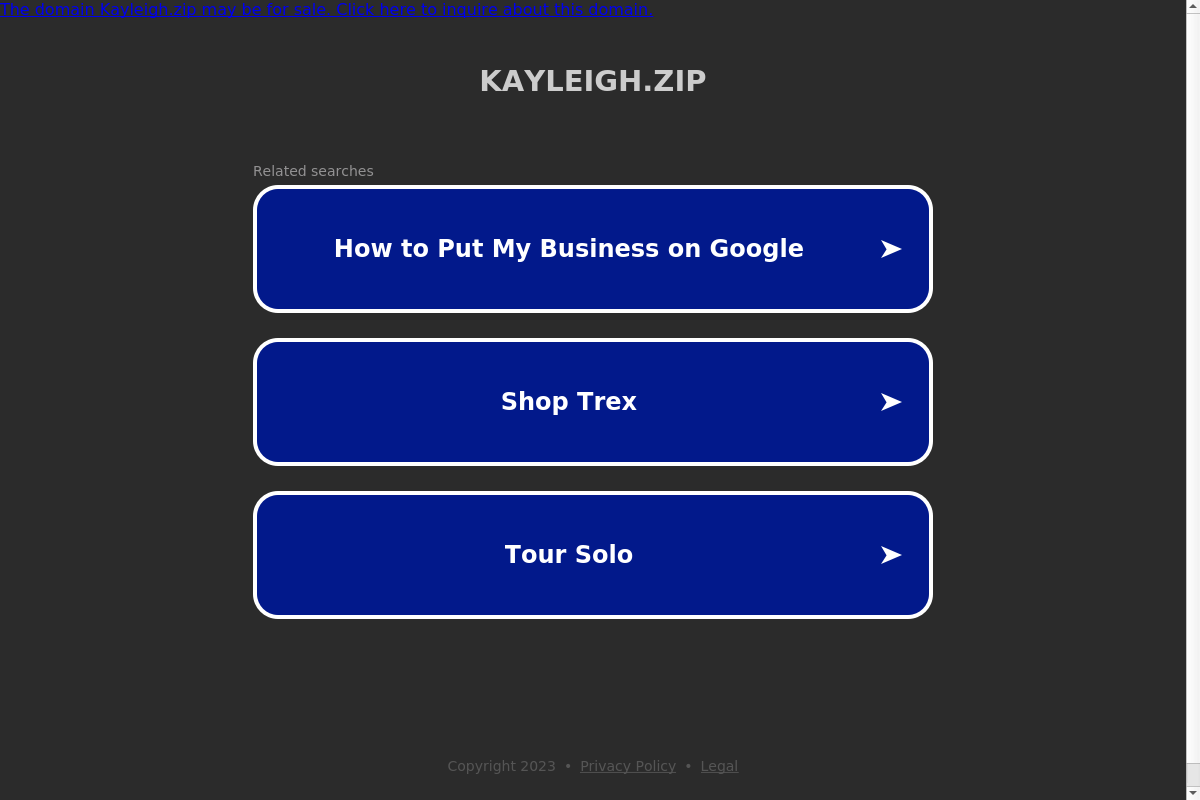 The domain Kayleigh.zip may be for sale. Click here to inquire about this domain.
KAYLEIGH.ZIP
Related searches
How to Put My Business on Google
Shop Trex
Tour Solo
Copyright 2023 • Privacy Policy • Legal